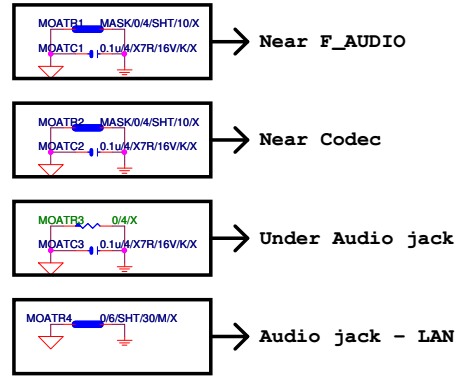 MOATR1 MASK/0/4/SHT/10/X
MOATC1 0.1u/4/X7R/16V/K/X
Near F_AUDIO
MOATR2 MASK/0/4/SHT/10/X
MOATC2 0.1u/4/X7R/16V/K/X
Near Codec
MOATR3 0/4/X
MOATC3 0.1u/4/X7R/16V/K/X
Under Audio jack
MOATR4 0/6/SHT/30/M/X
Audio jack - LAN